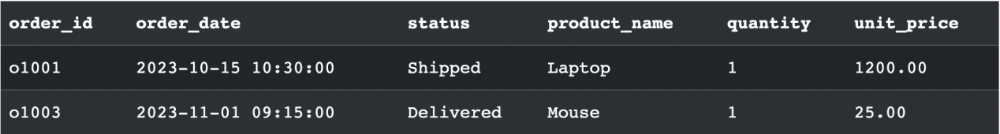 order_id order_date status product_name quantity unit_price
o1001 2023-10-15 10:30:00 Shipped Laptop 1 1200.00
o1003 2023-11-01 09:15:00 Delivered Mouse 1 25.00